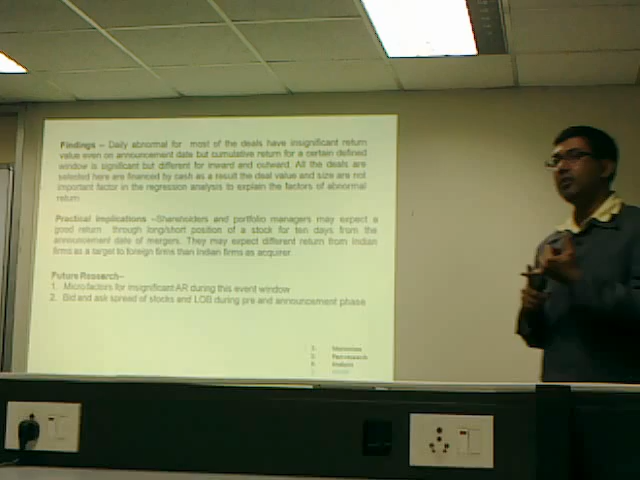 Findings – Daily abnormal for most of the deals have insignificant return
value even on announcement date but cumulative return for a certain defined
window is significant but different for inward and outward. All the deals are
selected here are financed by cash as a result the deal value and size are not
important factor in the regression analysis to explain the factors of abnormal
return
Practical implications –Shareholders and portfolio managers may expect a
good return through long/short position of a stock for ten days from the
announcement date of mergers. They may expect different return from Indian
firms as a target to foreign firms than Indian firms as acquirer.
Future Research–
1. Micro factors for insignificant AR during this event window
2. Bid and ask spread of stocks and LOB during pre and announcement phase